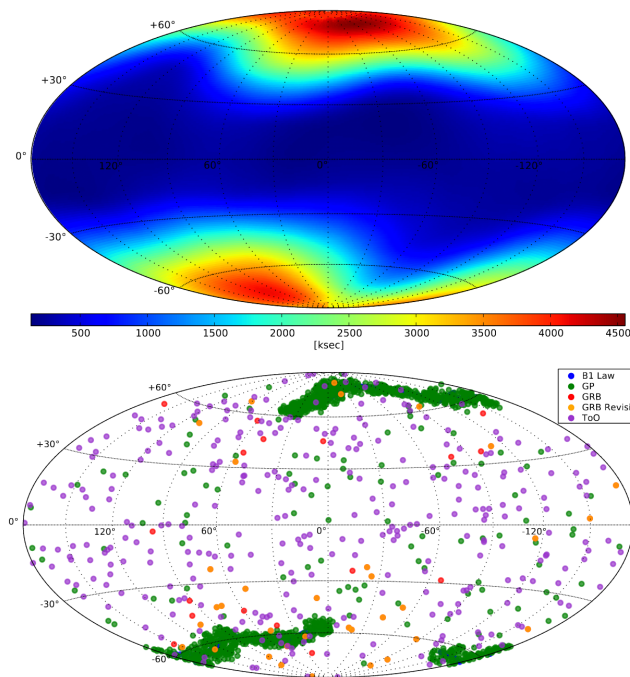 +60°
+30°
0°
120° 60° 0° 60° -120°
-30°
-60°
500 1000 1500 2000 2500 3000 3500 4000 4500
[ksec]
B1 Law
GP
GRB
GRB Revisi
ToO
+60°
+30°
0°
120° 60° 0° -60° -120°
-30°
-60°